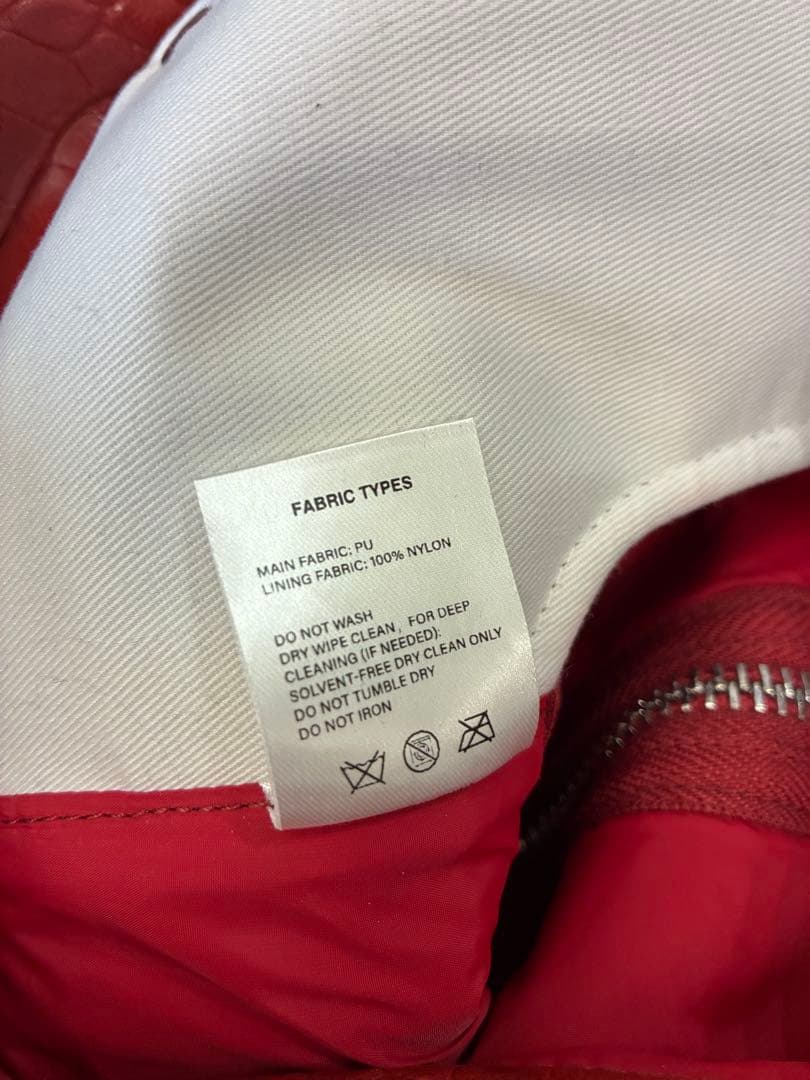 FABRIC TYPES
MAIN FABRIC: PU
LINING FABRIC: 100% NYLON
DO NOT WASH
DRY WIPE CLEAN, FOR DEEP
CLEANING (IF NEEDED):
SOLVENT-FREE DRY CLEAN ONLY
DO NOT TUMBLE DRY
DO NOT IRON